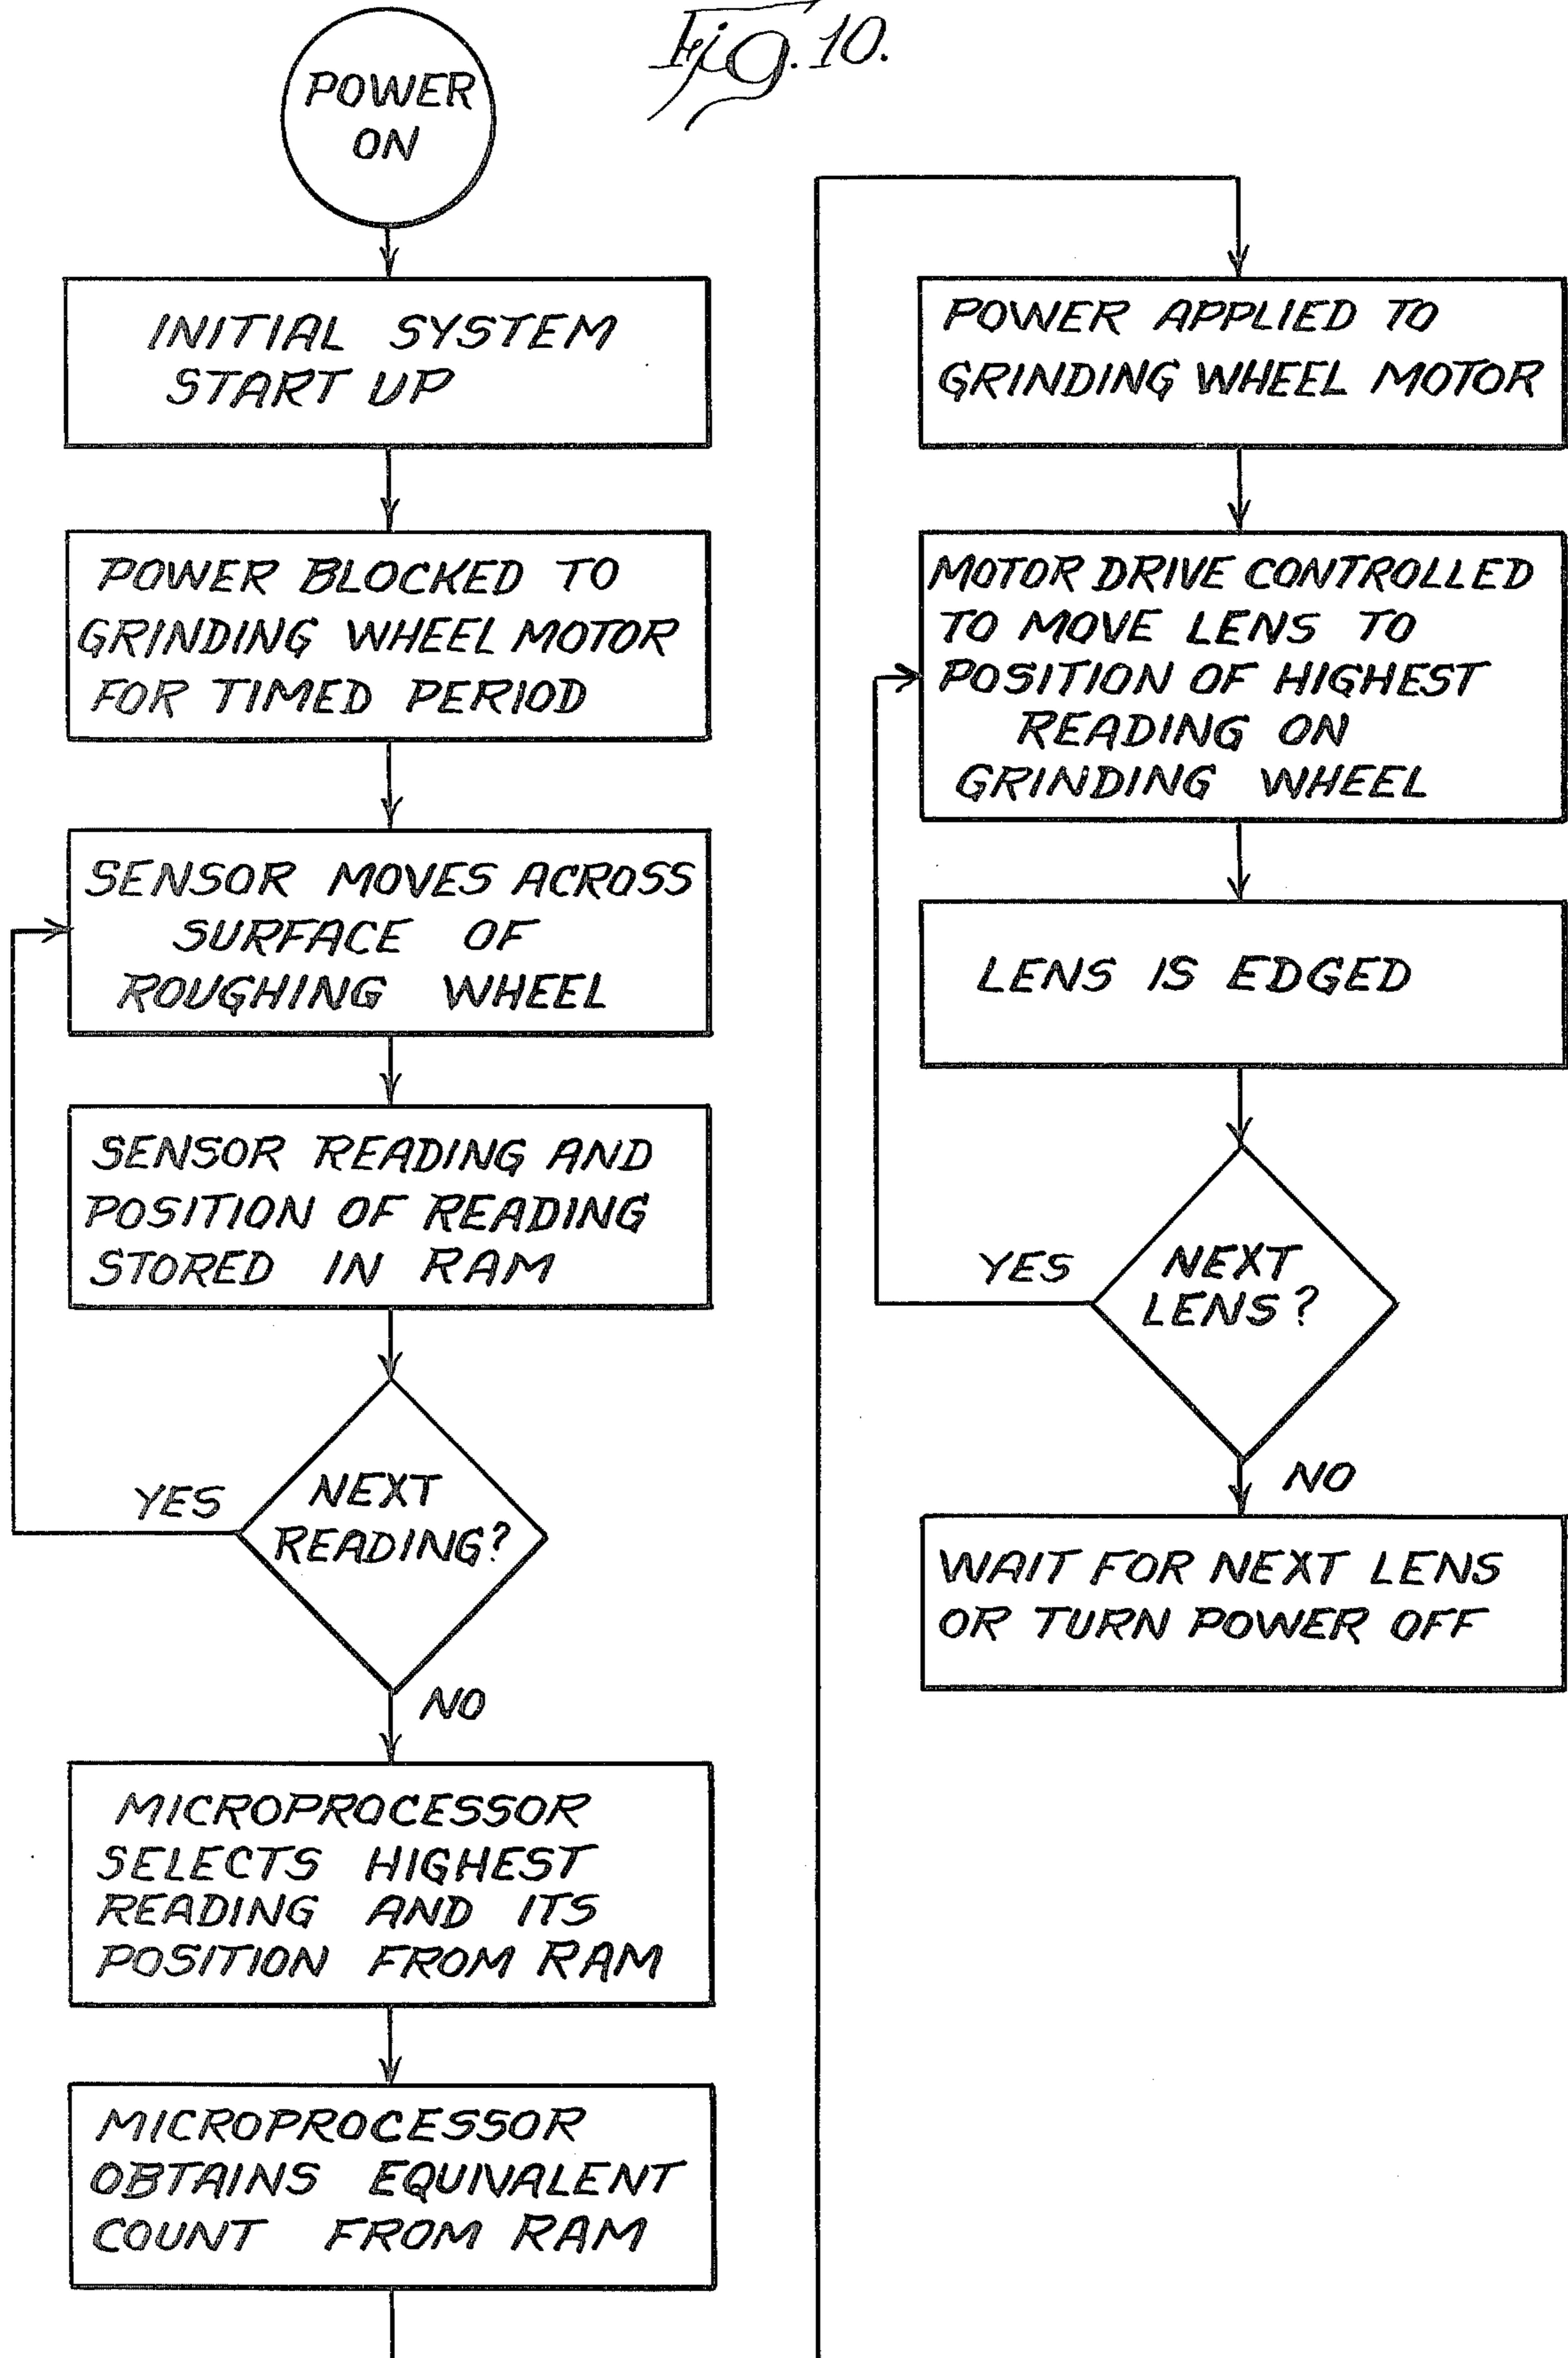 Fig. 10.
POWER
ON
INITIAL SYSTEM
START UP
POWER BLOCKED TO
GRINDING WHEEL MOTOR
FOR TIMED PERIOD
SENSOR MOVES ACROSS
SURFACE OF
ROUGHING WHEEL
SENSOR READING AND
POSITION OF READING
STORED IN RAM
NEXT
READING?
YES
NO
MICROPROCESSOR
SELECTS HIGHEST
READING AND ITS
POSITION FROM RAM
MICROPROCESSOR
OBTAINS EQUIVALENT
COUNT FROM RAM
POWER APPLIED TO
GRINDING WHEEL MOTOR
MOTOR DRIVE CONTROLLED
TO MOVE LENS TO
POSITION OF HIGHEST
READING ON
GRINDING WHEEL
LENS IS EDGED
NEXT
LENS?
YES
NO
WAIT FOR NEXT LENS
OR TURN POWER OFF